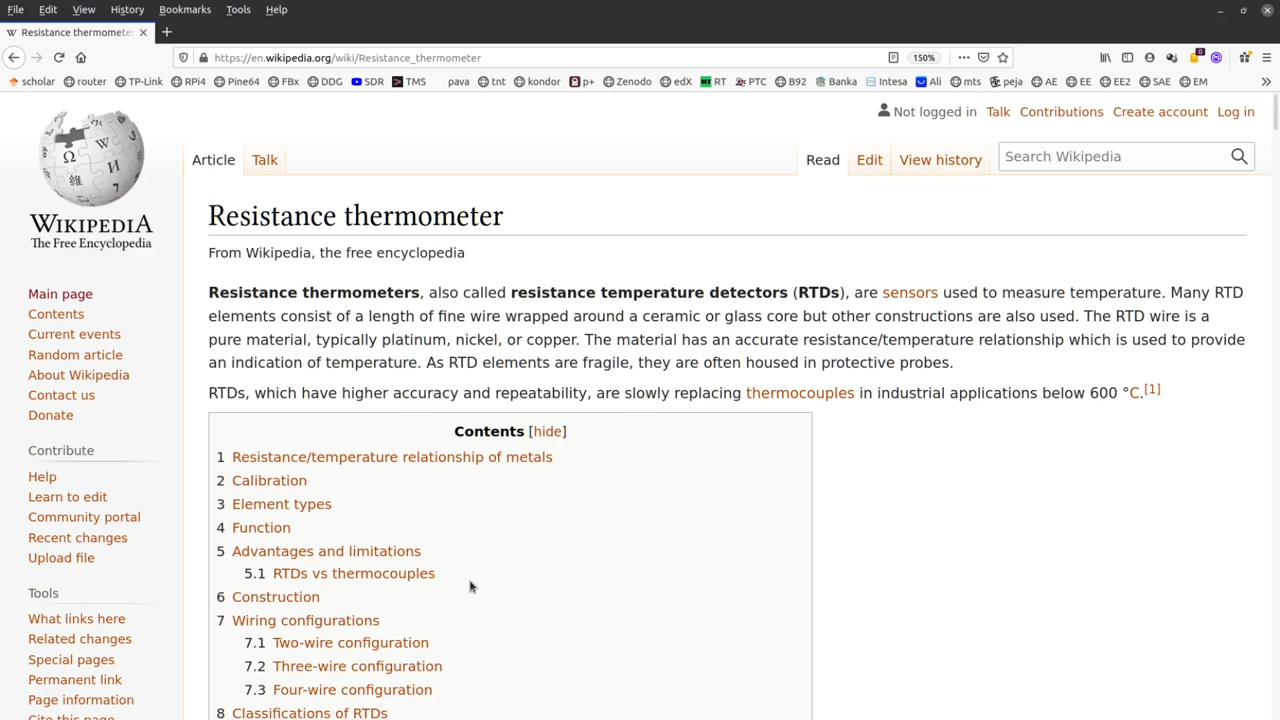 File Edit View History Bookmarks Tools Help
W Resistance thermomete
https://en.wikipedia.org/wiki/Resistance_thermometer 150%
scholar router TP-Link RPi4 Pine64 FBx DDG SDR TMS pava tnt kondor p+ Zenodo edX RT PTC B92 Banka Intesa Ali mts peja AE EE EE2 SAE EM
Not logged in Talk Contributions Create account Log in
Article Talk Read Edit View history Search Wikipedia
WIKIPEDIA
The Free Encyclopedia
Resistance thermometer
From Wikipedia, the free encyclopedia
Resistance thermometers, also called resistance temperature detectors (RTDs), are sensors used to measure temperature. Many RTD
elements consist of a length of fine wire wrapped around a ceramic or glass core but other constructions are also used. The RTD wire is a
pure material, typically platinum, nickel, or copper. The material has an accurate resistance/temperature relationship which is used to provide
an indication of temperature. As RTD elements are fragile, they are often housed in protective probes.
RTDs, which have higher accuracy and repeatability, are slowly replacing thermocouples in industrial applications below 600 °C.[1]
Contents [hide]
1 Resistance/temperature relationship of metals
2 Calibration
3 Element types
4 Function
5 Advantages and limitations
5.1 RTDs vs thermocouples
6 Construction
7 Wiring configurations
7.1 Two-wire configuration
7.2 Three-wire configuration
7.3 Four-wire configuration
8 Classifications of RTDs
Main page
Contents
Current events
Random article
About Wikipedia
Contact us
Donate
Contribute
Help
Learn to edit
Community portal
Recent changes
Upload file
Tools
What links here
Related changes
Special pages
Permanent link
Page information
Cite this page